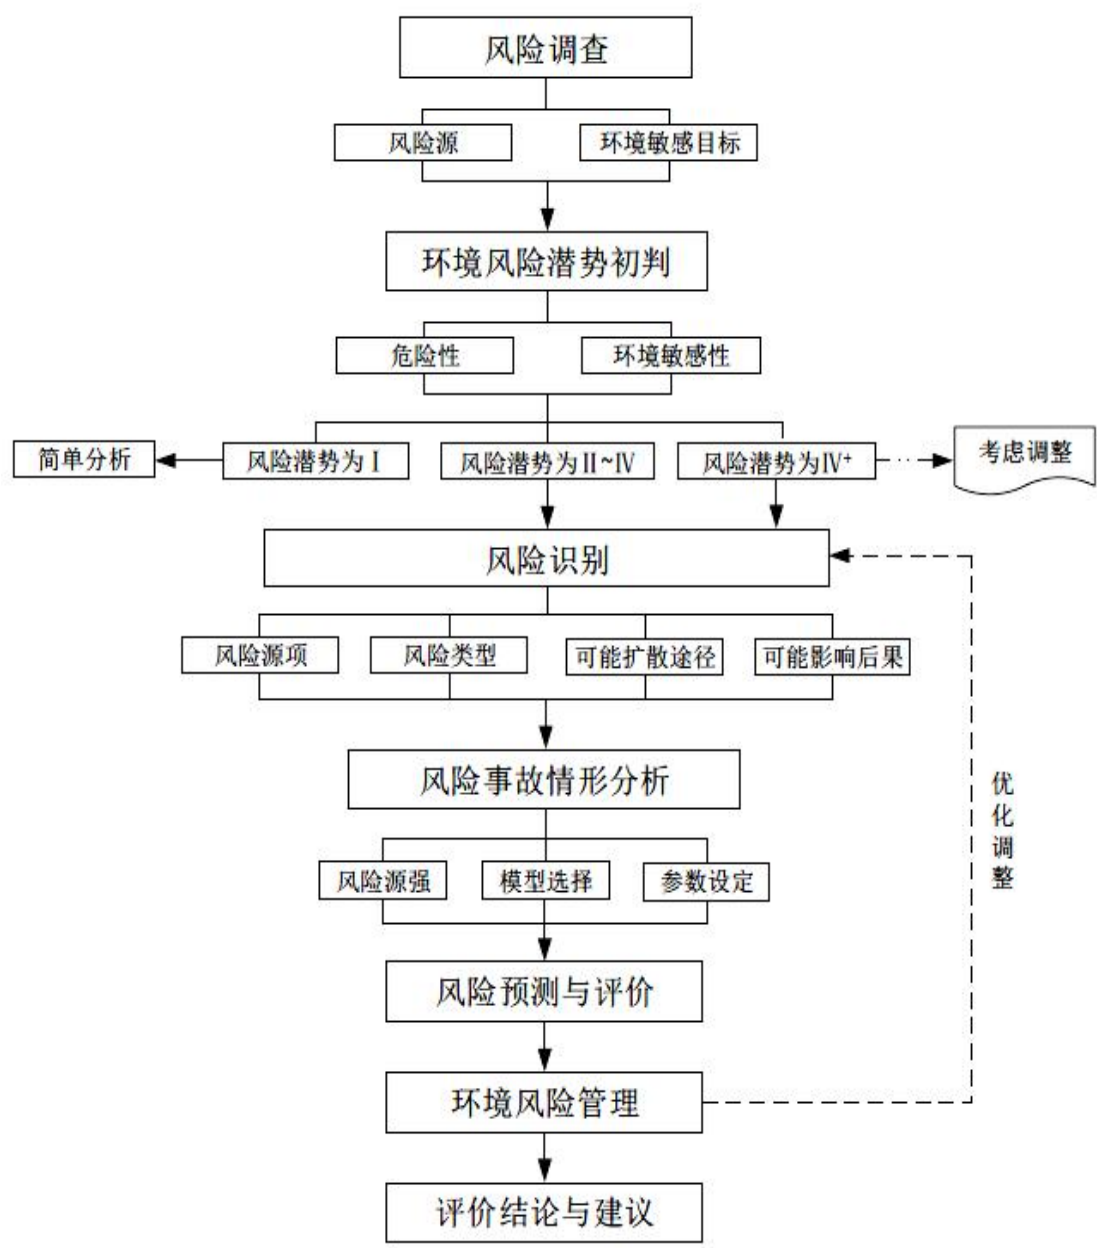 风险调查
风险源
环境敏感目标
环境风险潜势初判
危险性
环境敏感性
简单分析
风险潜势为Ⅰ
风险潜势为Ⅱ~Ⅳ
风险潜势为Ⅳ⁺
考虑调整
风险识别
风险源项
风险类型
可能扩散途径
可能影响后果
风险事故情形分析
优化调整
风险源强
模型选择
参数设定
风险预测与评价
环境风险管理
评价结论与建议